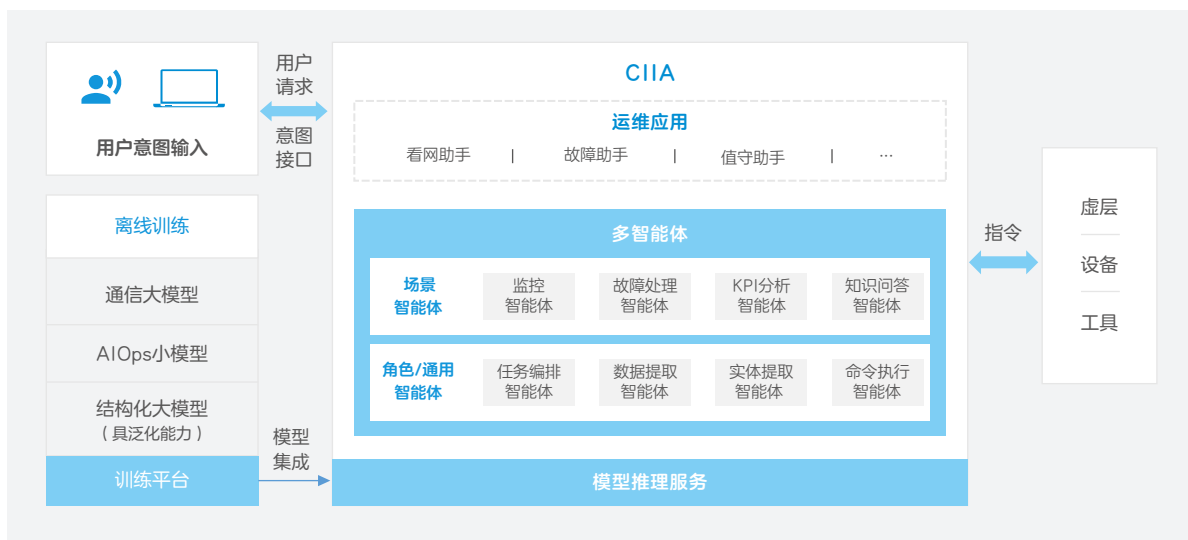 用户意图输入
用户
请求
意图
接口
离线训练
通信大模型
AIOps小模型
结构化大模型
(具泛化能力)
训练平台
模型
集成
CIIA
运维应用
看网助手 | 故障助手 | 值守助手 | ···
多智能体
场景
智能体
监控
智能体
故障处理
智能体
KPI分析
智能体
知识问答
智能体
角色/通用
智能体
任务编排
智能体
数据提取
智能体
实体提取
智能体
命令执行
智能体
模型推理服务
指令
虚层
设备
工具